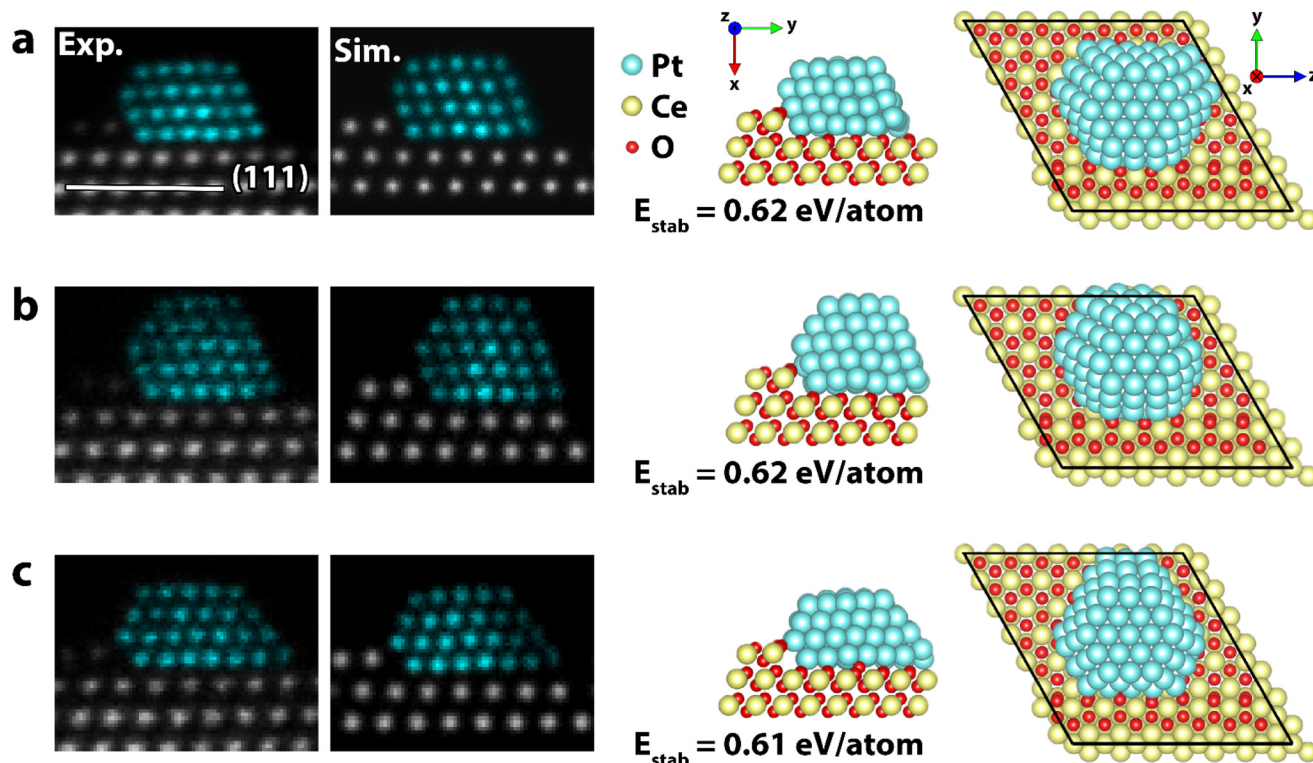 a
Exp.
Sim.
(111)
z
y
x
Pt
Ce
O
y
z
x
E_stab = 0.62 eV/atom
b
E_stab = 0.62 eV/atom
c
E_stab = 0.61 eV/atom